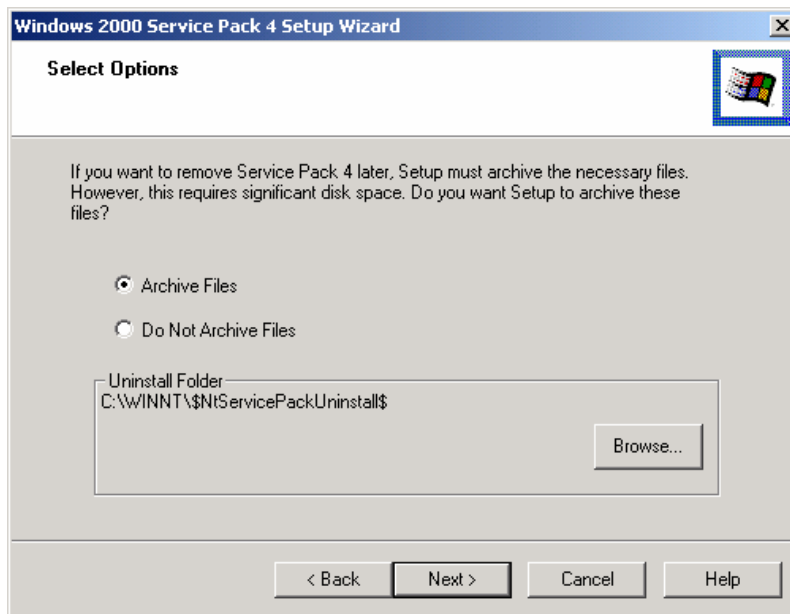 Windows 2000 Service Pack 4 Setup Wizard
Select Options
If you want to remove Service Pack 4 later, Setup must archive the necessary files.
However, this requires significant disk space. Do you want Setup to archive these
files?
Archive Files
Do Not Archive Files
Uninstall Folder
C:\WINNT\$NtServicePackUninstall$
Browse...
< Back
Next >
Cancel
Help